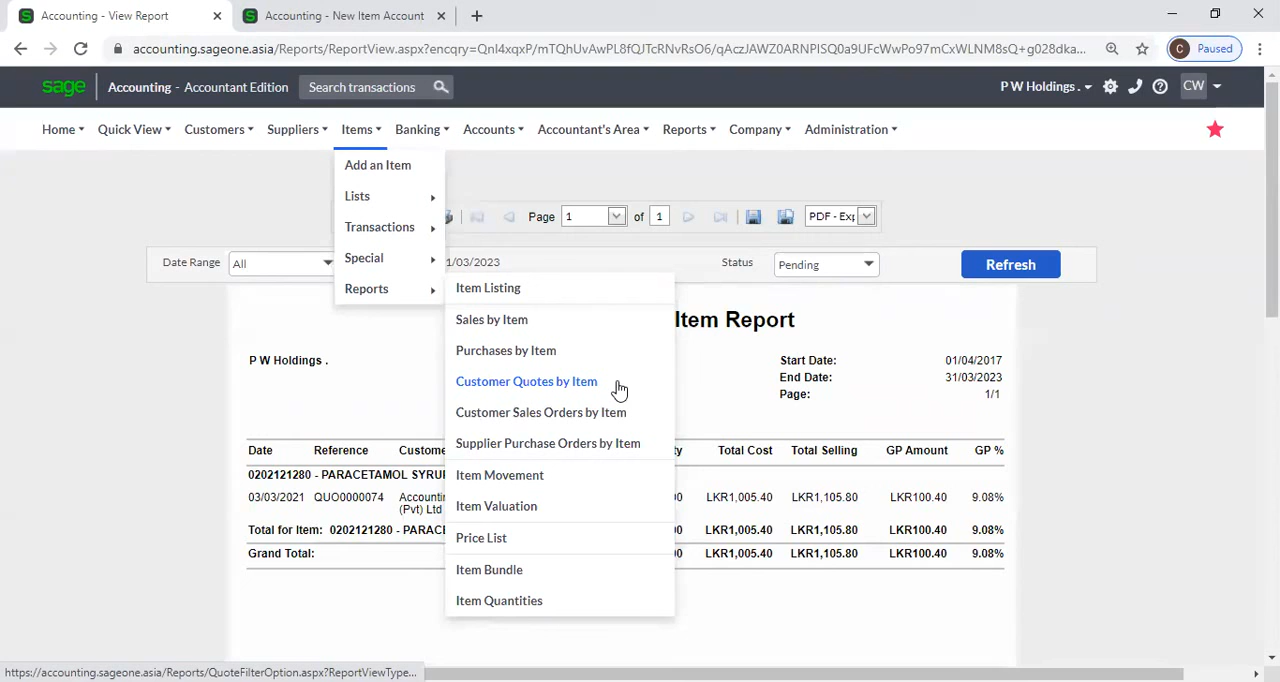 Accounting - View Report
Accounting - New Item Account
accounting.sageone.asia/Reports/ReportView.aspx?encqry=QnI4xqxP/mTQhUvAwPL8fQJTcRNvRsO6/qAczJAWZ0ARNPISQ0a9UFcWwPo97mCxWLNM8sQ+g028dka...
C Paused
sage Accounting - Accountant Edition Search transactions P W Holdings . CW
Home Quick View Customers Suppliers Items Banking Accounts Accountant's Area Reports Company Administration
Add an Item
Lists
Transactions
Special
Reports
Page 1 of 1 PDF - Exp
Date Range All 1/03/2023 Status Pending Refresh
Item Listing
Sales by Item
Purchases by Item
Customer Quotes by Item
Customer Sales Orders by Item
Supplier Purchase Orders by Item
Item Movement
Item Valuation
Price List
Item Bundle
Item Quantities
Item Report
P W Holdings . Start Date: 01/04/2017
End Date: 31/03/2023
Page: 1/1
Date Reference Custome ty Total Cost Total Selling GP Amount GP %
0202121280 - PARACETAMOL SYRU
03/03/2021 QUO0000074 Accountin 00 LKR1,005.40 LKR1,105.80 LKR100.40 9.08%
(Pvt) Ltd
Total for Item: 0202121280 - PARAC 00 LKR1,005.40 LKR1,105.80 LKR100.40 9.08%
Grand Total: 00 LKR1,005.40 LKR1,105.80 LKR100.40 9.08%
https://accounting.sageone.asia/Reports/QuoteFilterOption.aspx?ReportViewType...